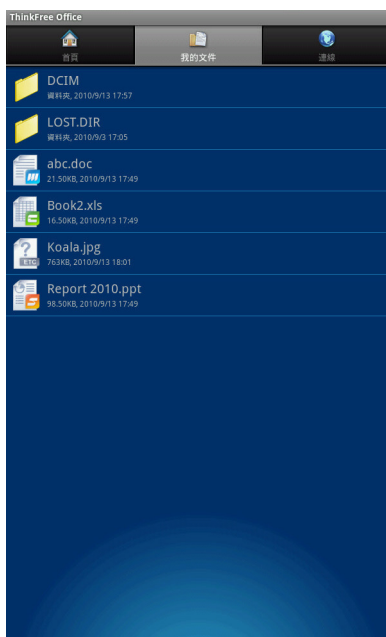 ThinkFree Office
首頁
我的文件
連線
DCIM
資料夾, 2010/9/13 17:57
LOST.DIR
資料夾, 2010/9/3 17:05
abc.doc
21.50KB, 2010/9/13 17:49
Book2.xls
16.50KB, 2010/9/13 17:49
?
ETC
Koala.jpg
763KB, 2010/9/13 18:01
Report 2010.ppt
98.50KB, 2010/9/13 17:49